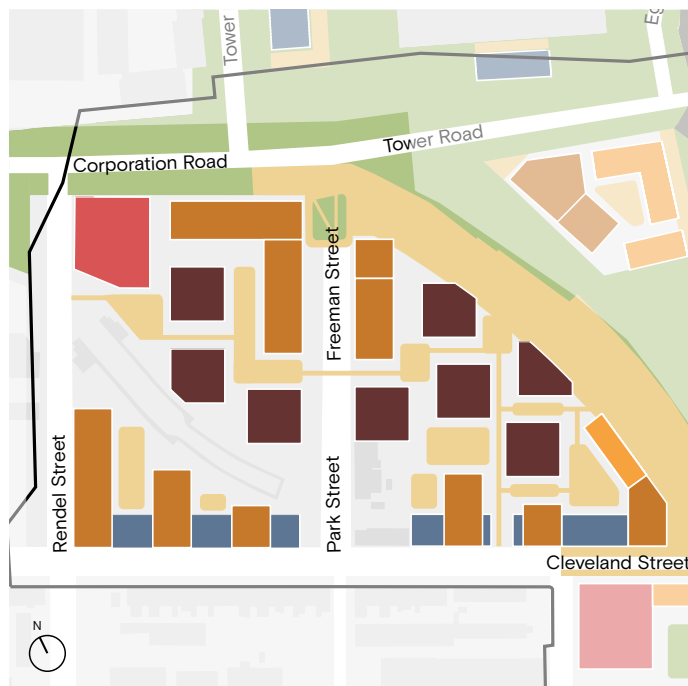 Tower
Tower Road
Corporation Road
Freeman Street
Rendel Street
Park Street
Cleveland Street
N